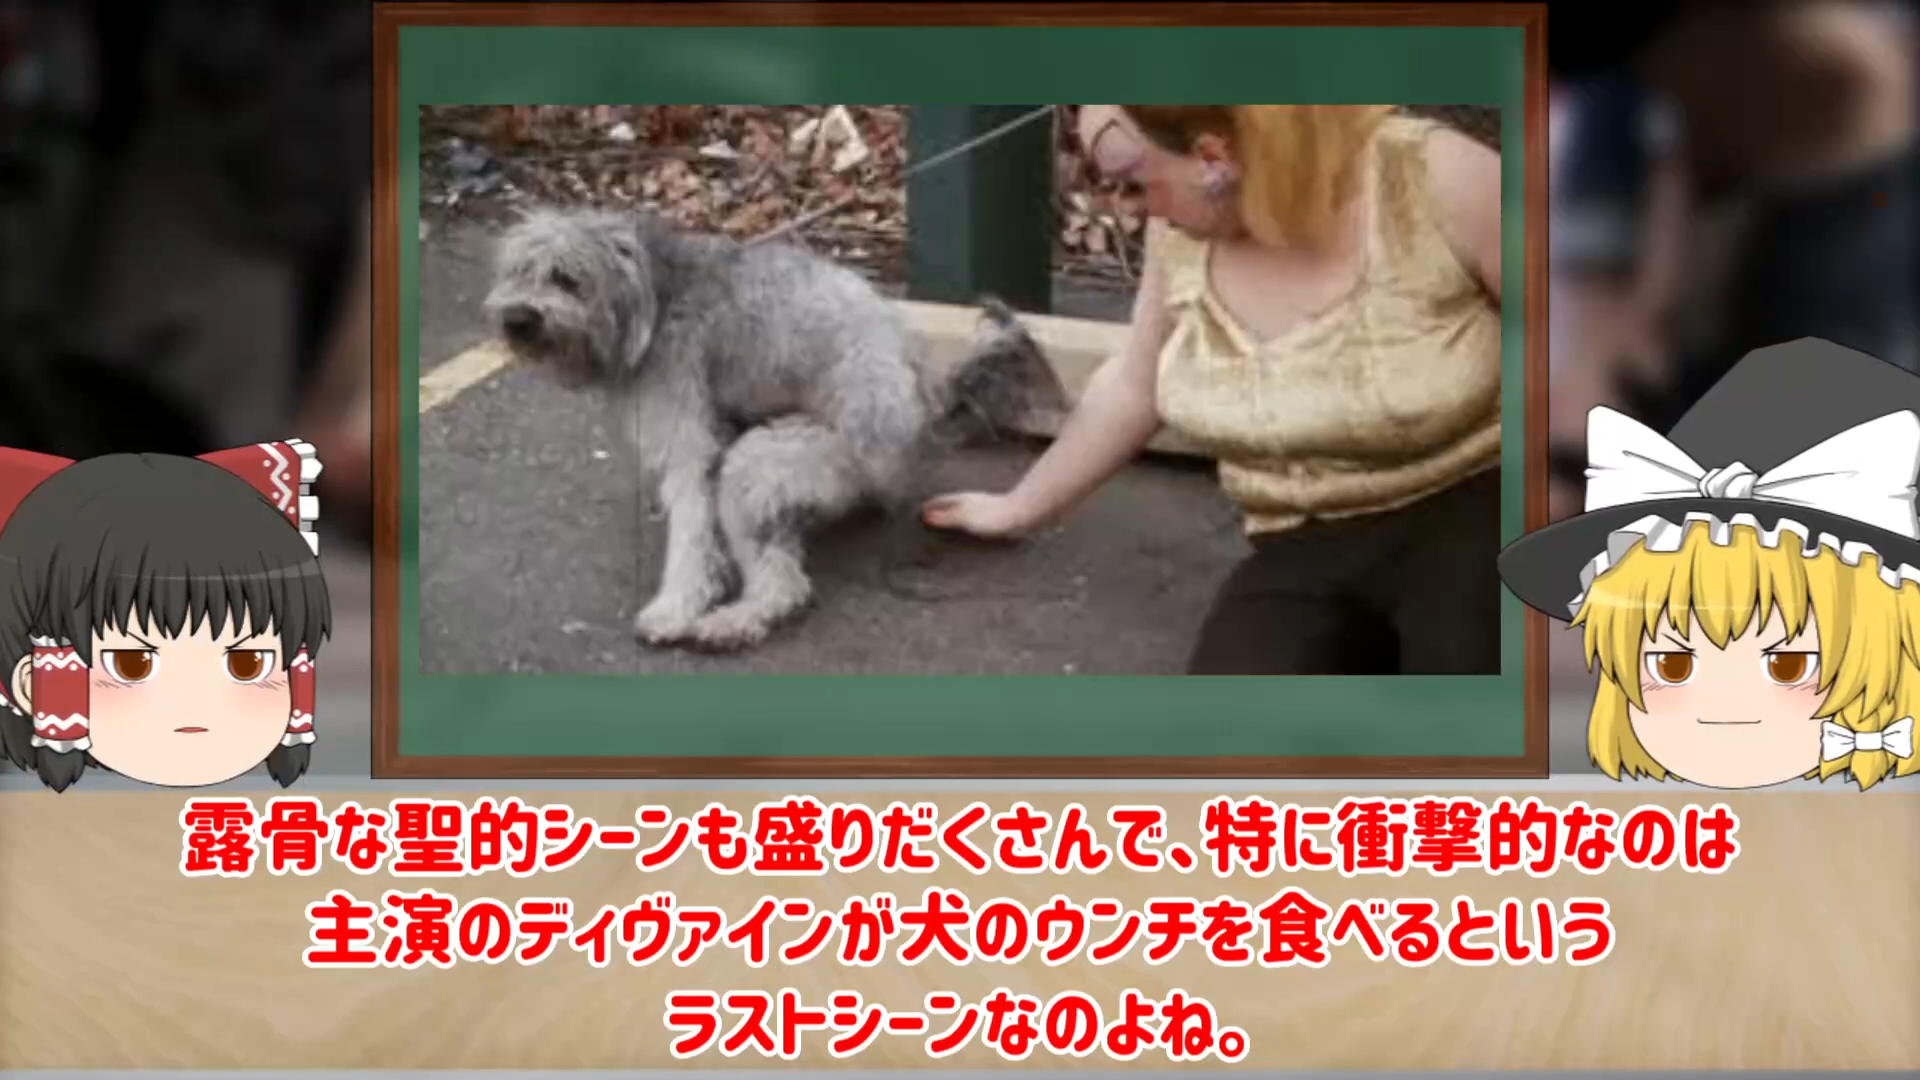 露骨な聖的シーンも盛りだくさんで、特に衝撃的なのは
主演のディヴァインが犬のウンチを食べるという
ラストシーンなのよね。